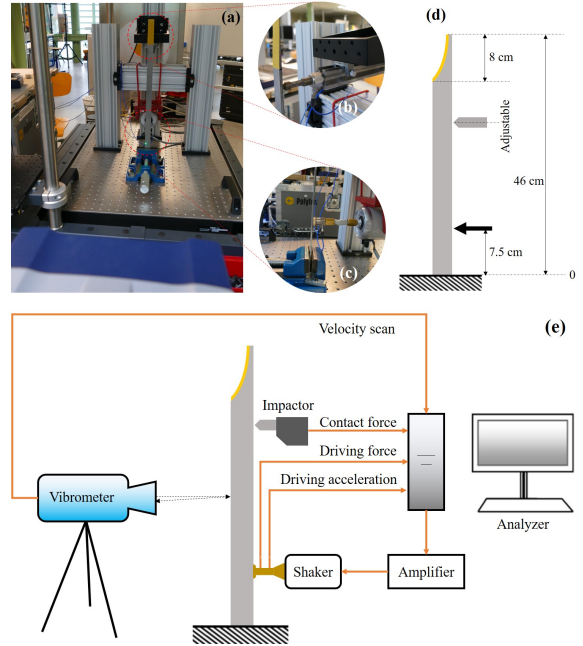 (a)
(b)
Polytec
(c)
(d)
8 cm
Adjustable
46 cm
7.5 cm
0
(e)
Velocity scan
Impactor
Contact force
Driving force
Driving acceleration
Vibrometer
Analyzer
Shaker
Amplifier